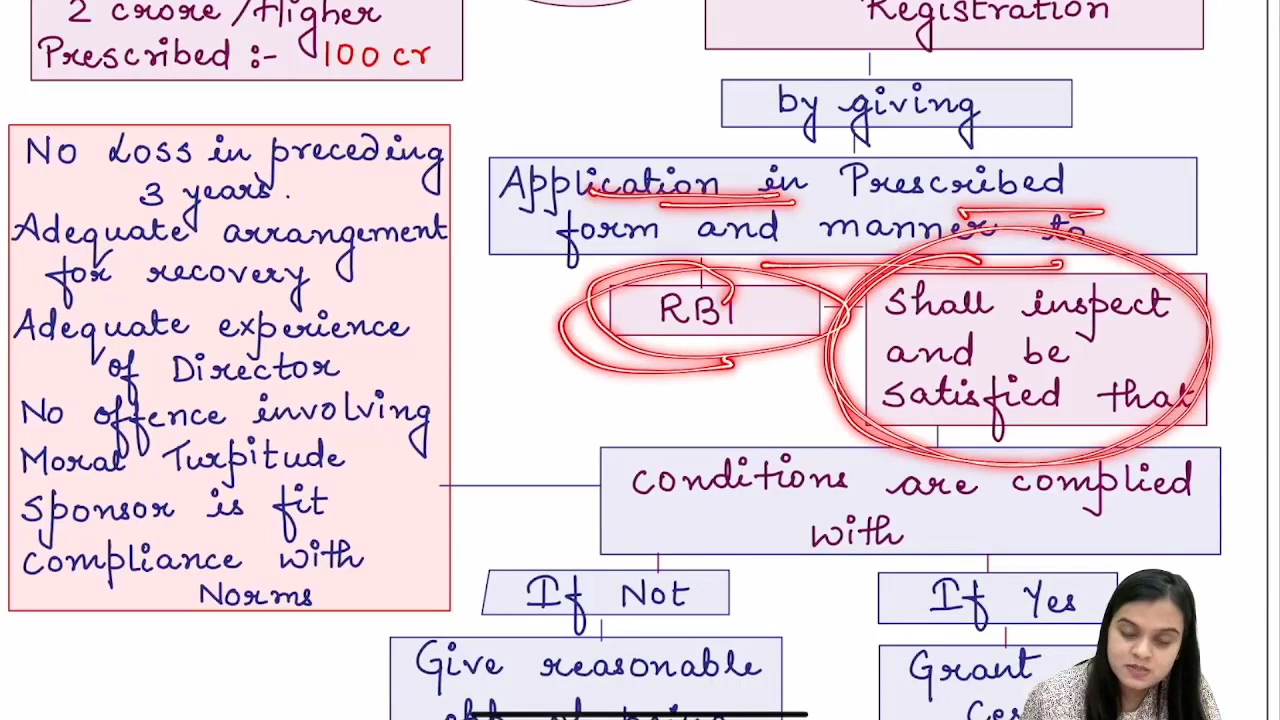 2 crore/Higher
Prescribed :- 100 cr
Registration
by giving
Application in Prescribed
form and manner to
RBI
Shall inspect
and be
satisfied that
No Loss in preceding
3 years.
Adequate arrangement
for recovery
Adequate experience
of Director
No offence involving
Moral Turpitude
Sponsor is fit
compliance with
Norms
conditions are complied
with
If Not
If Yes
Give reasonable
Grant